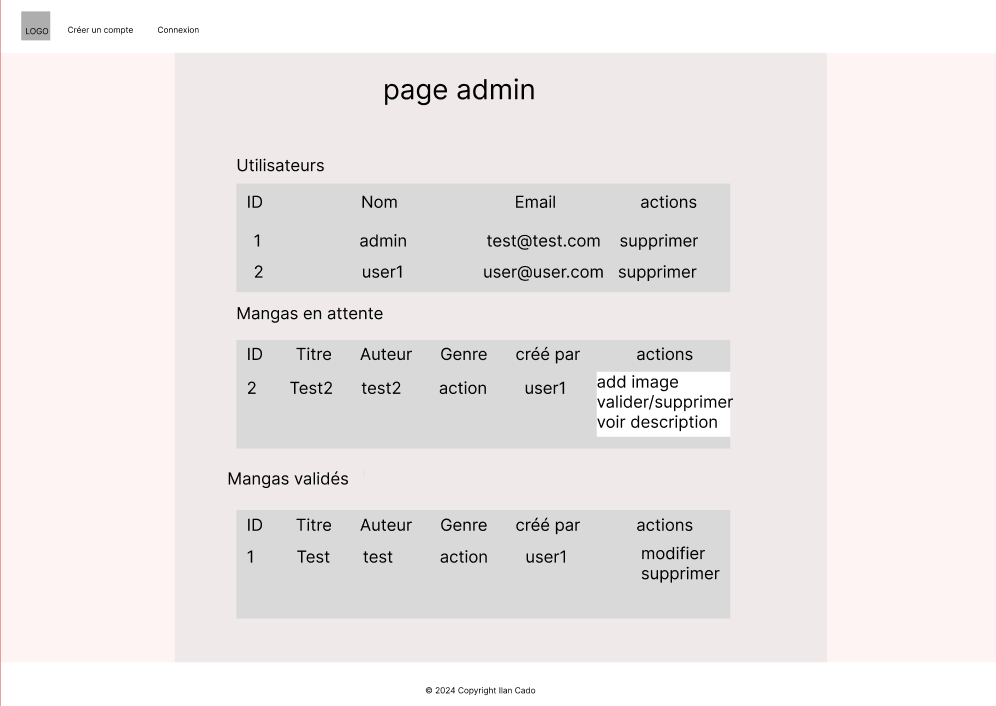 LOGO Créer un compte Connexion
page admin
Utilisateurs
ID Nom Email actions
1 admin test@test.com supprimer
2 user1 user@user.com supprimer
Mangas en attente
ID Titre Auteur Genre créé par actions
2 Test2 test2 action user1 add image
valider/supprimer
voir description
Mangas validés
ID Titre Auteur Genre créé par actions
1 Test test action user1 modifier
supprimer
© 2024 Copyright Ilan Cado